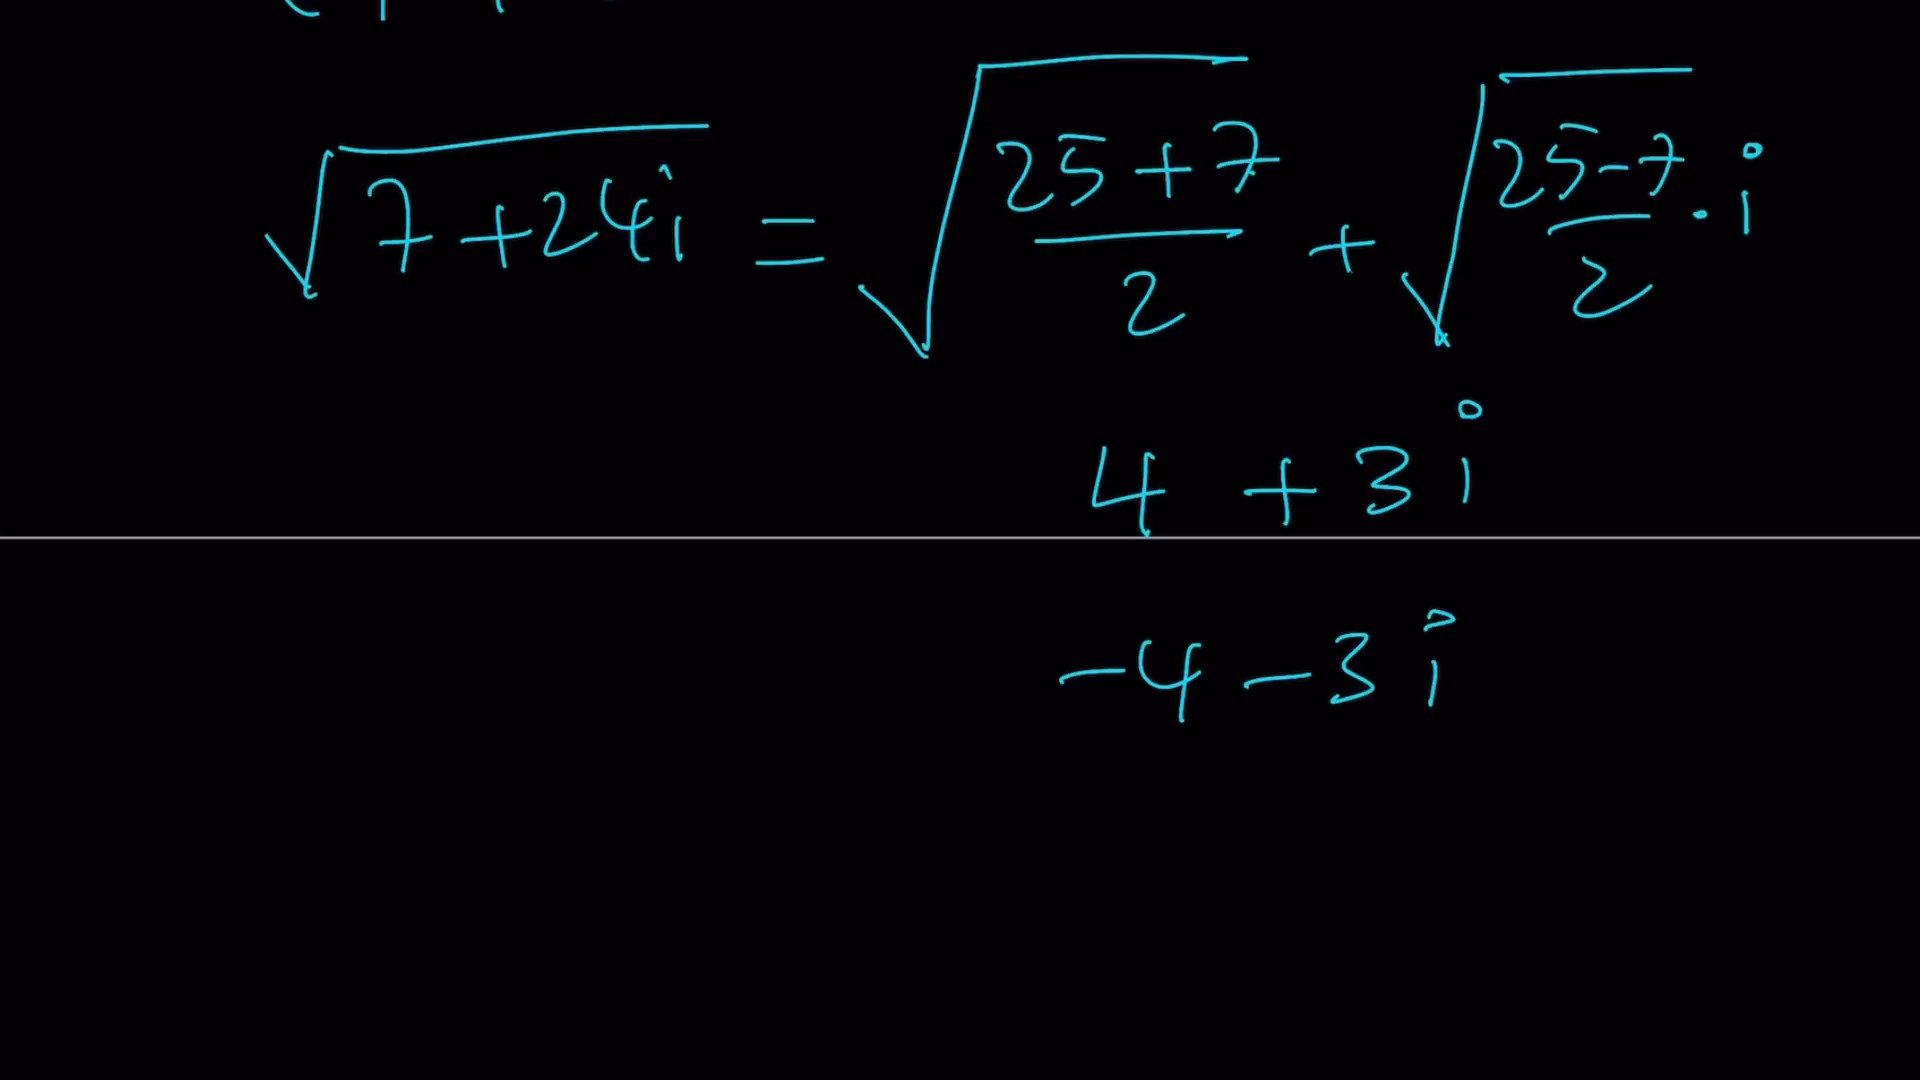 √(7+24i) = √((25+7)/2) + √((25-7)/2) · i
4 + 3i
-4 - 3i